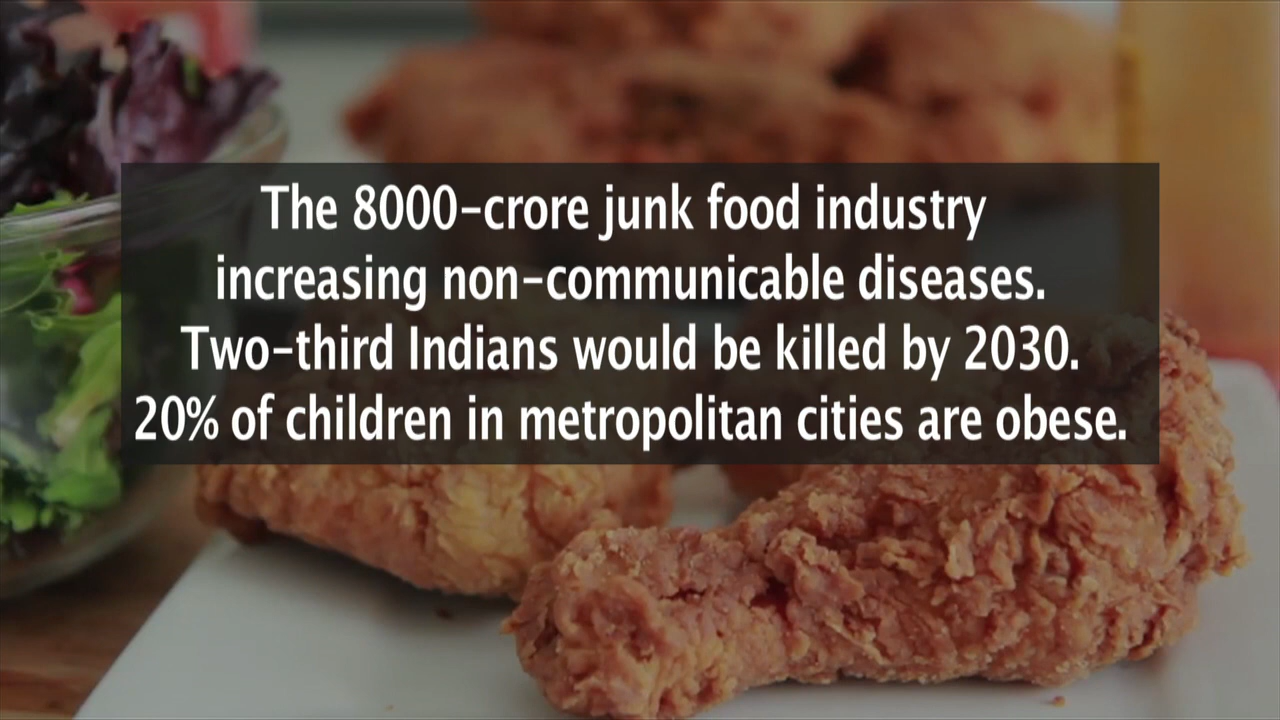 The 8000-crore junk food industry
increasing non-communicable diseases.
Two-third Indians would be killed by 2030.
20% of children in metropolitan cities are obese.